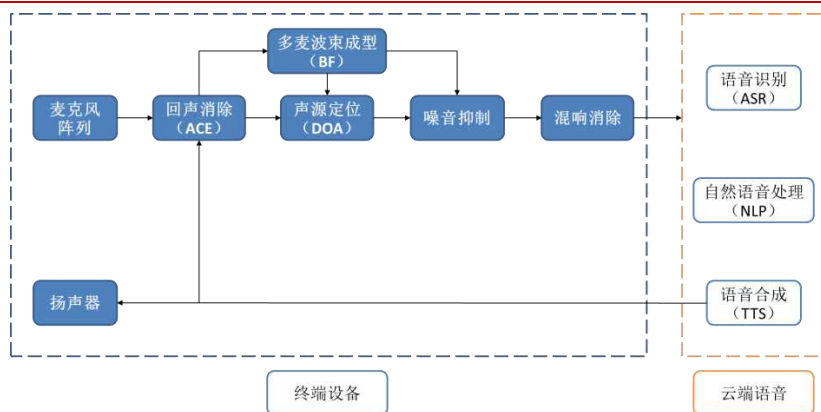 多麦波束成型
（BF）
麦克风
阵列
回声消除
（ACE）
声源定位
（DOA）
噪音抑制
混响消除
语音识别
（ASR）
自然语音处理
（NLP）
扬声器
语音合成
（TTS）
终端设备
云端语音